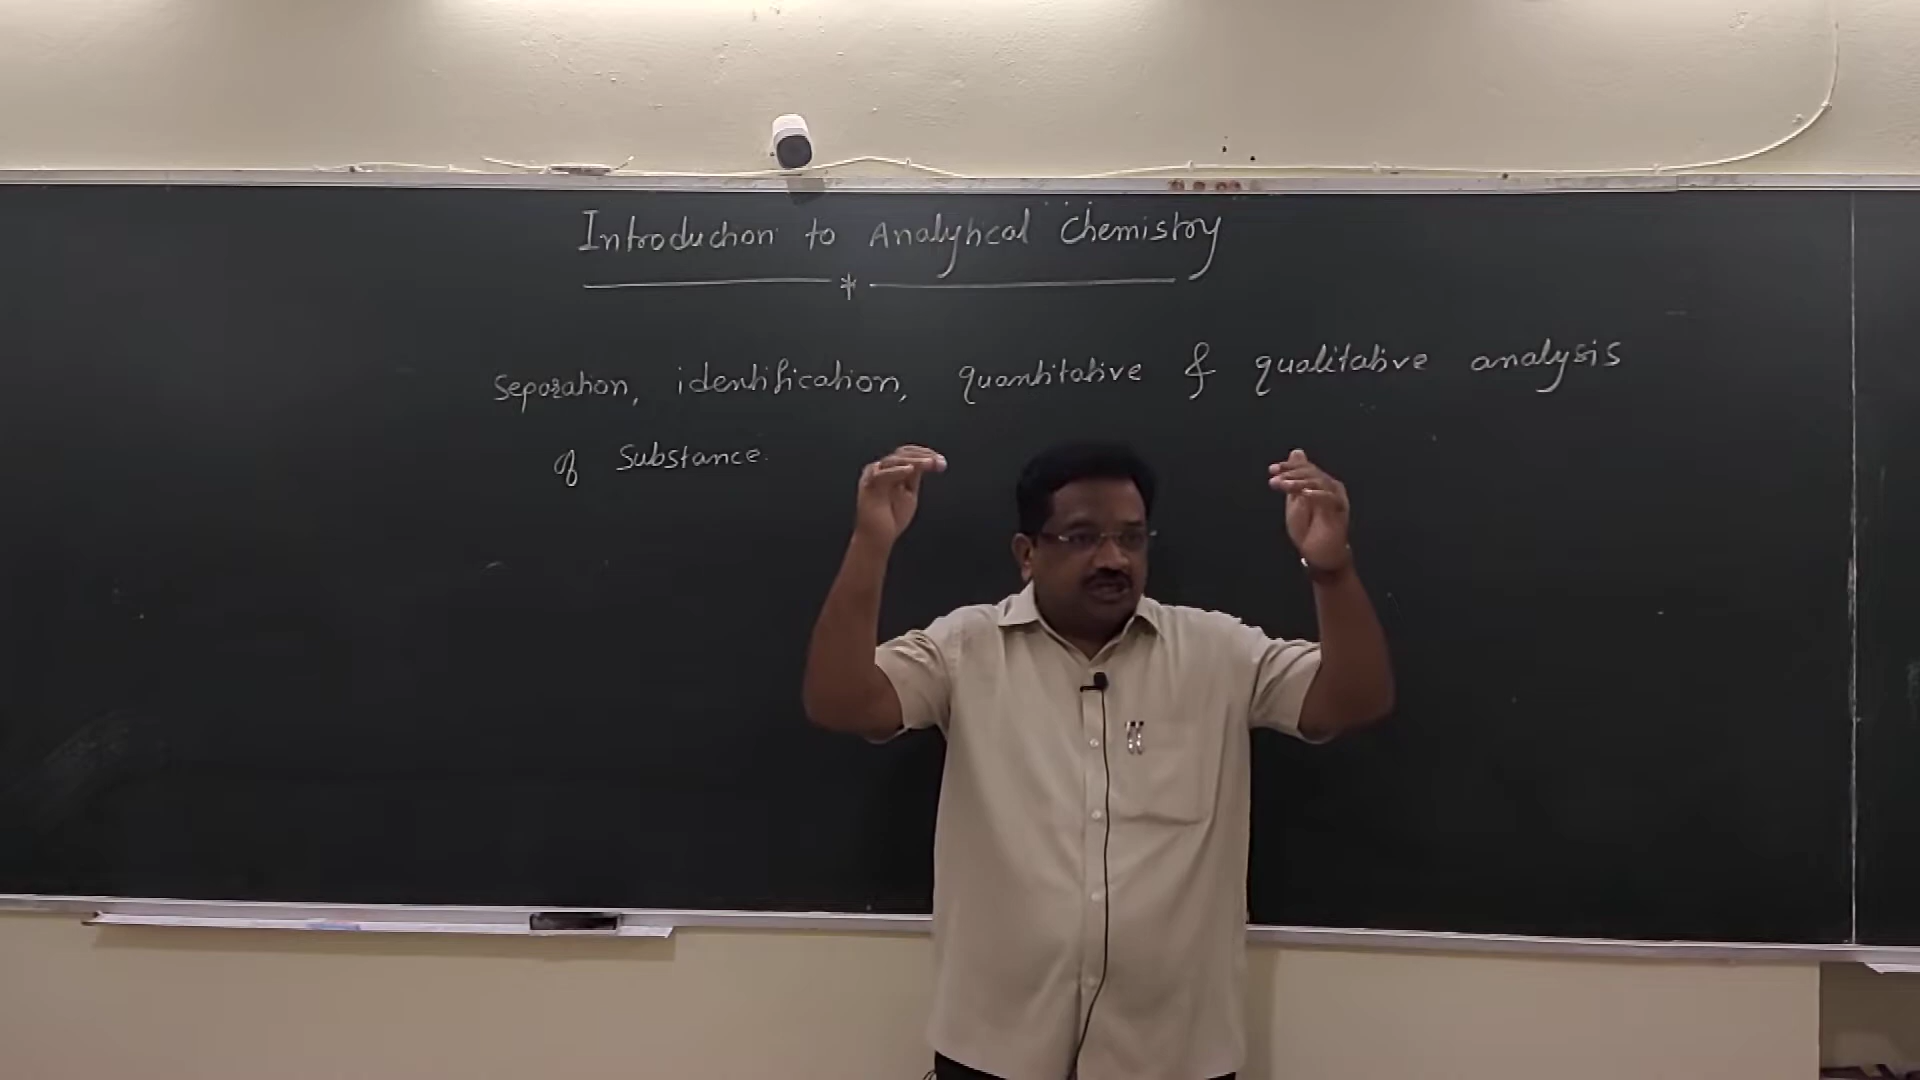 Introduction to Analytical Chemistry
*
Separation, identification, quantitative & qualitative analysis
of Substance.